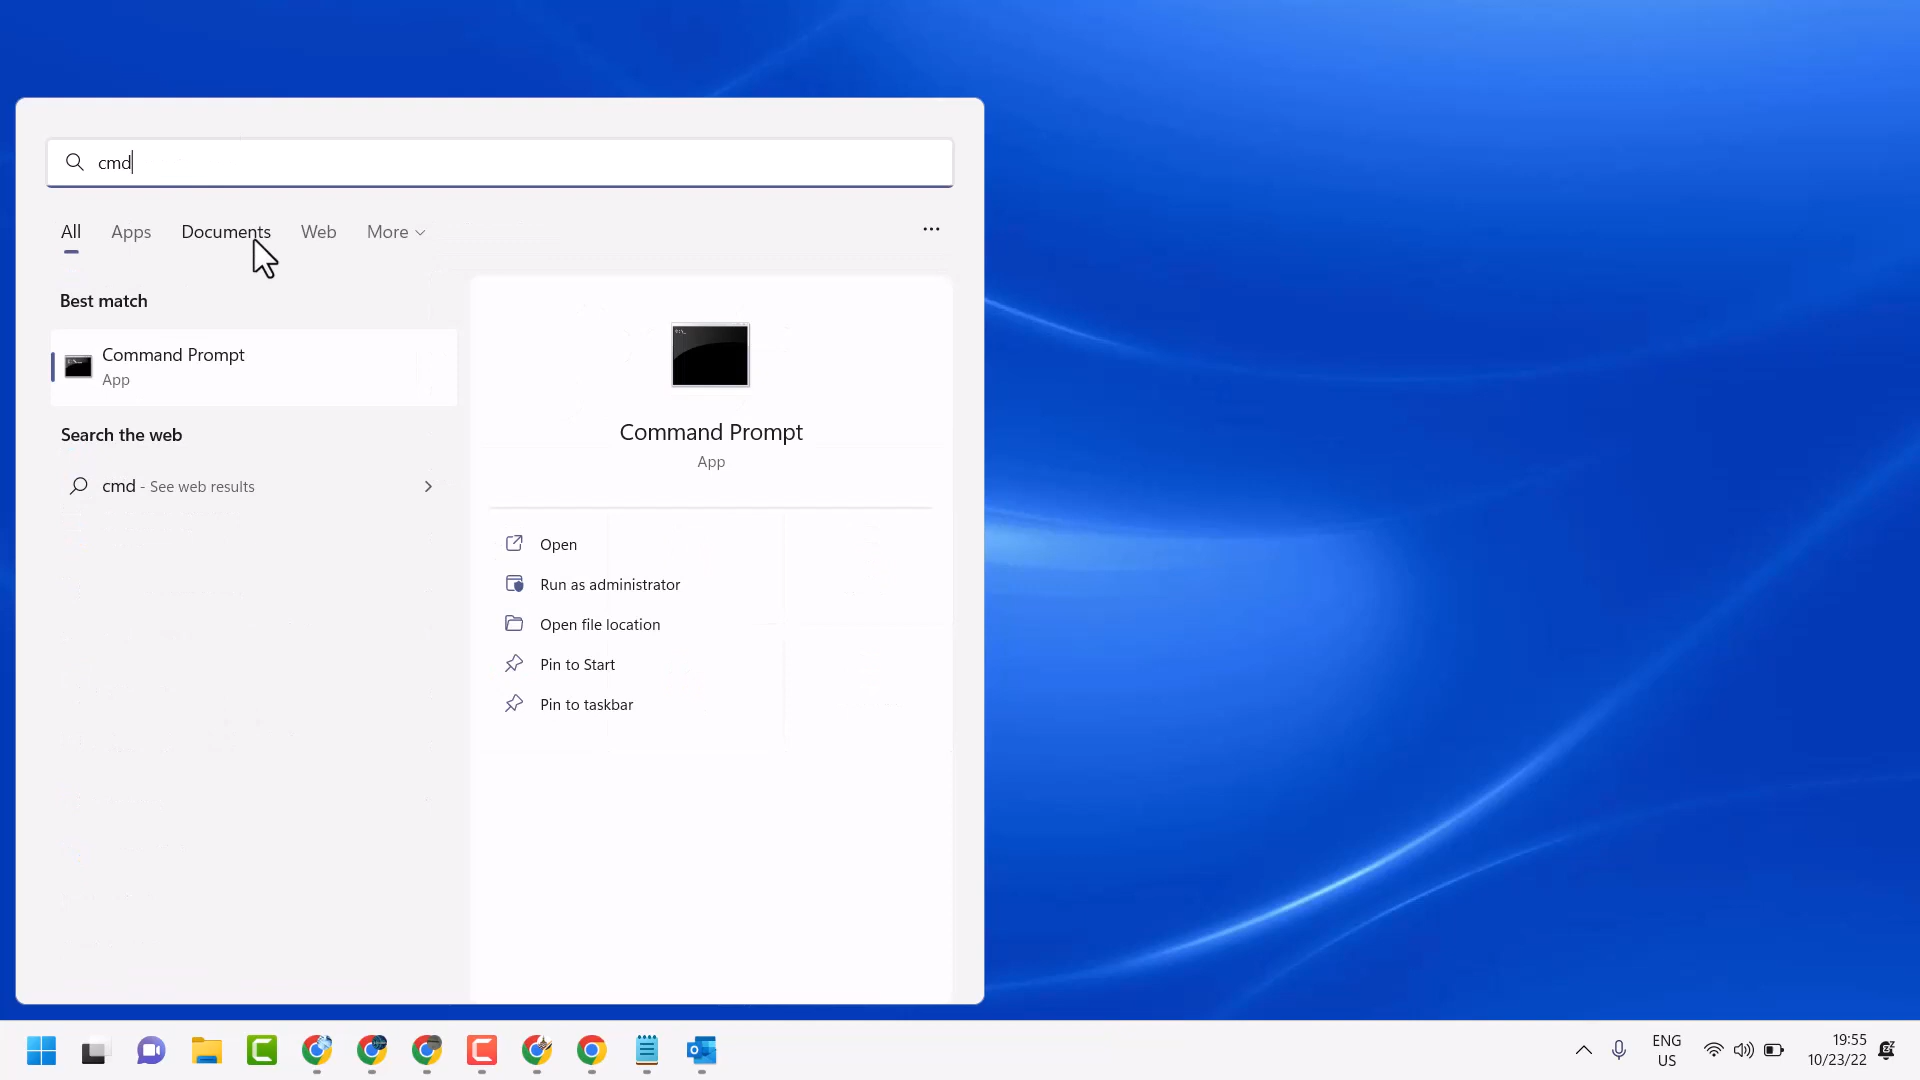 cmd
All Apps Documents Web More
Best match
Command Prompt
App
Search the web
cmd - See web results
Command Prompt
App
Open
Run as administrator
Open file location
Pin to Start
Pin to taskbar
ENG
US
19:55
10/23/22